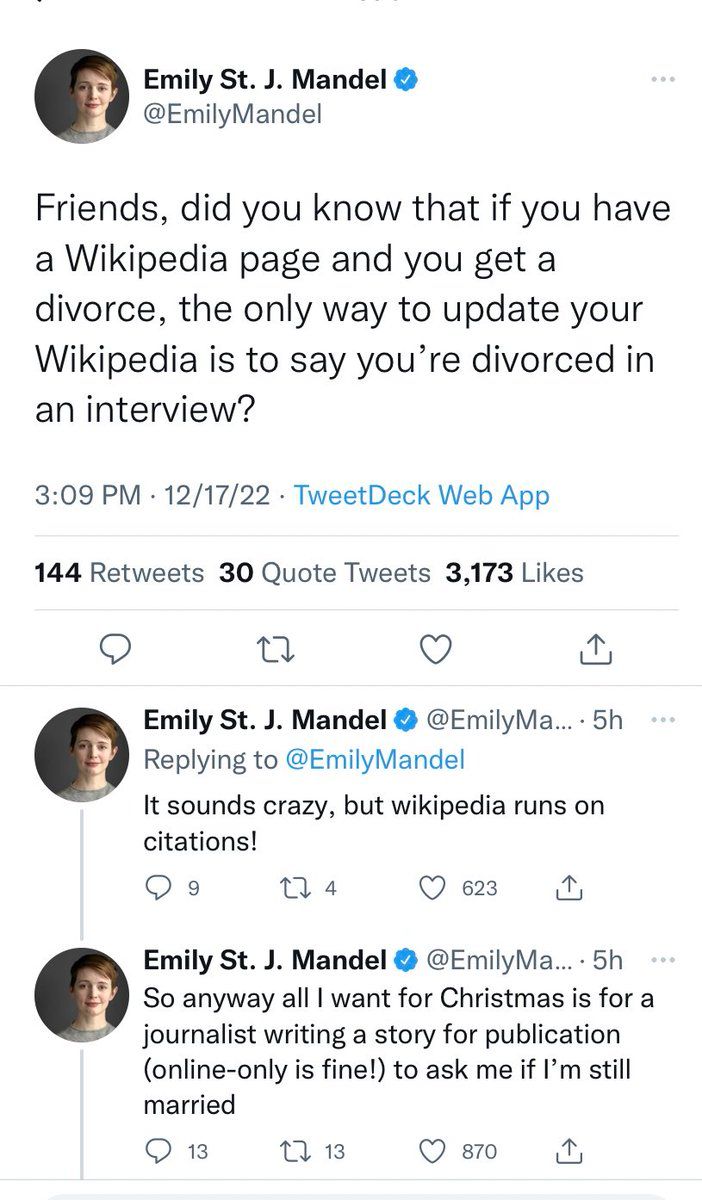 Emily St. J. Mandel
@EmilyMandel
Friends, did you know that if you have
a Wikipedia page and you get a
divorce, the only way to update your
Wikipedia is to say you’re divorced in
an interview?
3:09 PM · 12/17/22 · TweetDeck Web App
144 Retweets 30 Quote Tweets 3,173 Likes
Emily St. J. Mandel @EmilyMa... · 5h
Replying to @EmilyMandel
It sounds crazy, but wikipedia runs on
citations!
9 4 623
Emily St. J. Mandel @EmilyMa... · 5h
So anyway all I want for Christmas is for a
journalist writing a story for publication
(online-only is fine!) to ask me if I’m still
married
13 13 870